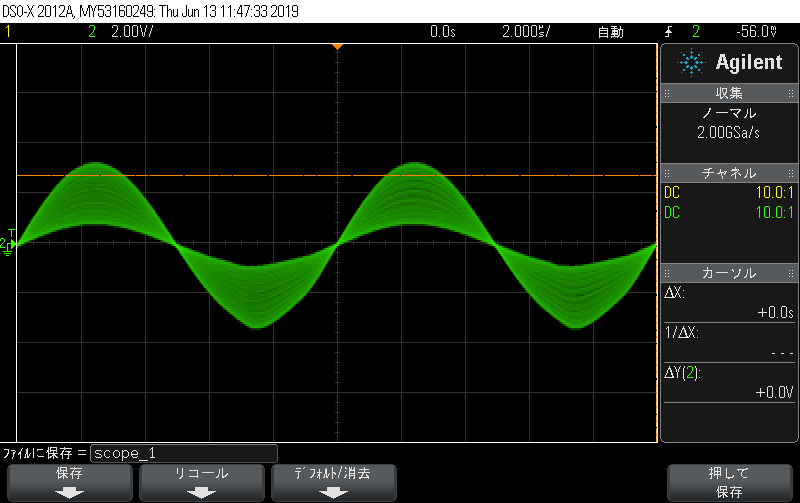 DSO-X 2012A, MY53160249: Thu Jun 13 11:47:33 2019
1 2 2.00V/ 0.0s 2.000µs/ 自動 2 -56.0mV
Agilent
収集
ノーマル
2.00GSa/s
チャネル
DC 10.0:1
DC 10.0:1
カーソル
ΔX:
+0.0s
1/ΔX:
---
ΔY(2):
+0.0V
T
2
ファイルに保存 = scope_1
保存
リコール
デフォルト/消去
押して
保存